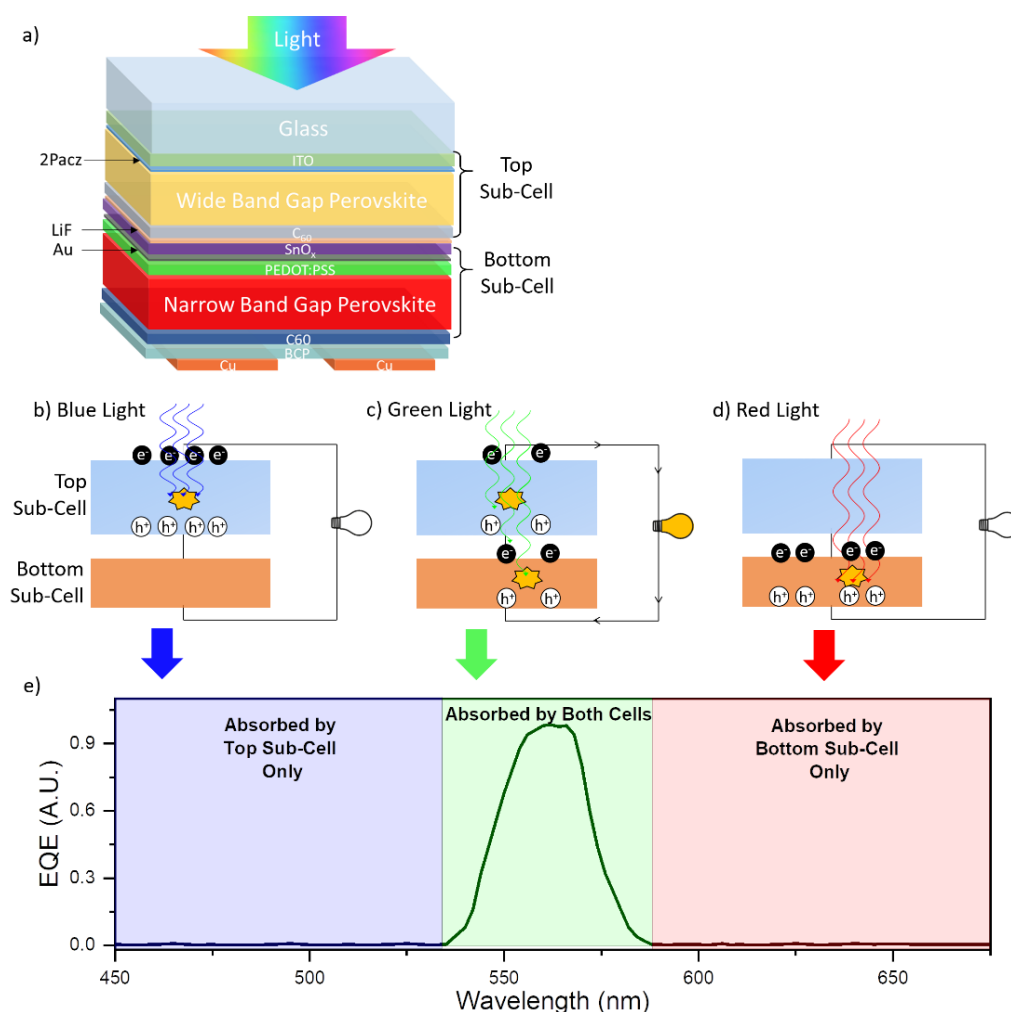 a)
Light
Glass
2Pacz
ITO
Top
Sub-Cell
Wide Band Gap Perovskite
LiF
C₆₀
Au
SnOₓ
PEDOT:PSS
Bottom
Sub-Cell
Narrow Band Gap Perovskite
C60
BCP
Cu Cu
b) Blue Light
e⁻ e⁻ e⁻ e⁻
Top
Sub-Cell
h⁺ h⁺ h⁺ h⁺
Bottom
Sub-Cell
c) Green Light
e⁻ e⁻
h⁺ h⁺
e⁻ e⁻
h⁺ h⁺
d) Red Light
e⁻ e⁻ e⁻ e⁻
h⁺ h⁺ h⁺ h⁺
e)
Absorbed by
Top Sub-Cell
Only
Absorbed by Both Cells
Absorbed by
Bottom Sub-Cell
Only
EQE (A.U.)
0.9
0.6
0.3
0.0
450 500 550 600 650
Wavelength (nm)